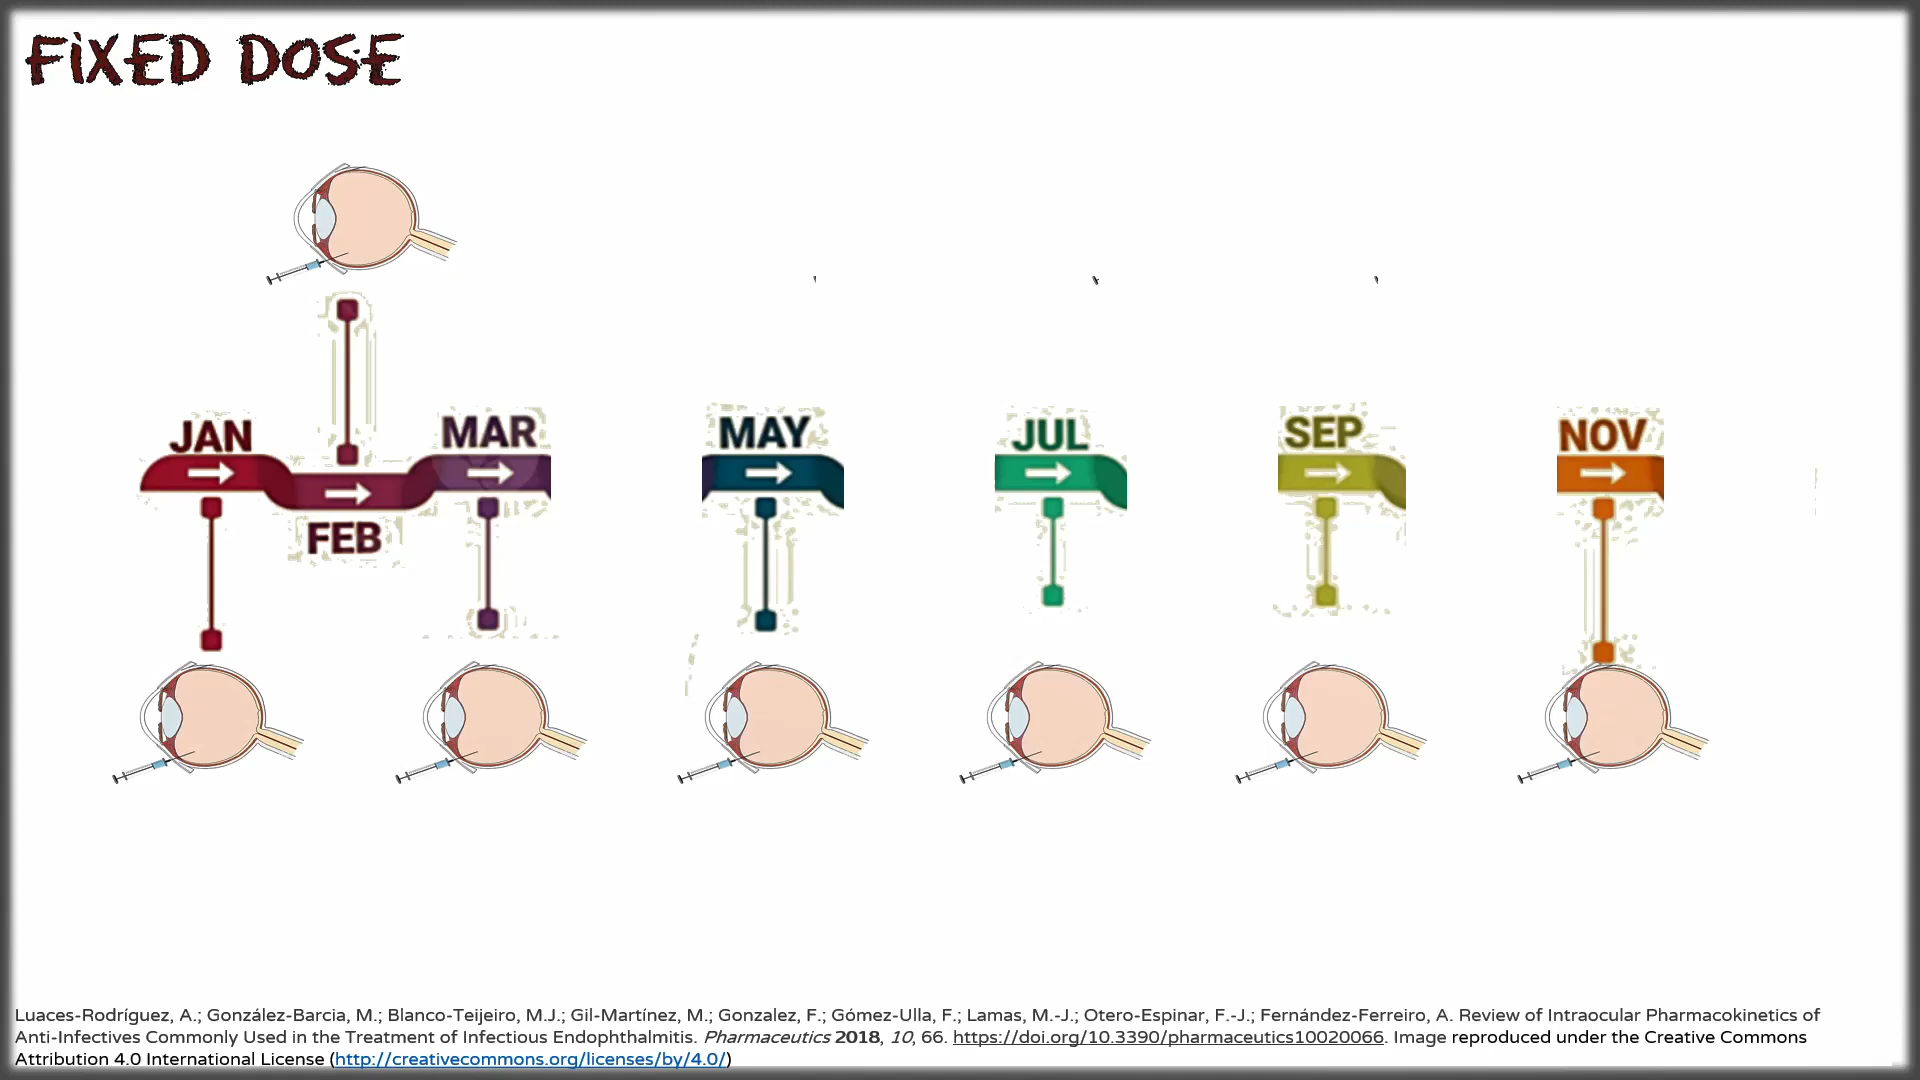 FIXED DOSE
JAN
FEB
MAR
MAY
JUL
SEP
NOV
Luaces-Rodríguez, A.; González-Barcia, M.; Blanco-Teijeiro, M.J.; Gil-Martínez, M.; Gonzalez, F.; Gómez-Ulla, F.; Lamas, M.-J.; Otero-Espinar, F.-J.; Fernández-Ferreiro, A. Review of Intraocular Pharmacokinetics of
Anti-Infectives Commonly Used in the Treatment of Infectious Endophthalmitis. Pharmaceutics 2018, 10, 66. https://doi.org/10.3390/pharmaceutics10020066. Image reproduced under the Creative Commons
Attribution 4.0 International License (http://creativecommons.org/licenses/by/4.0/)